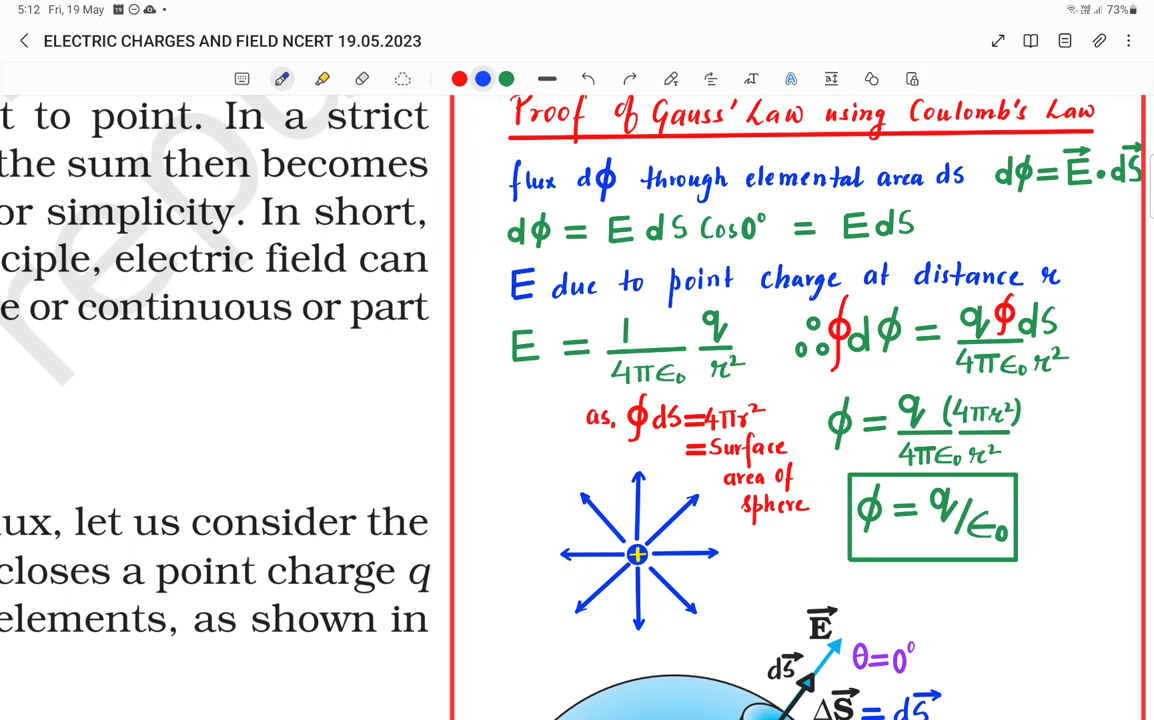 5:12 Fri, 19 May
73%
ELECTRIC CHARGES AND FIELD NCERT 19.05.2023
t to point. In a strict
the sum then becomes
or simplicity. In short,
ciple, electric field can
e or continuous or part
lux, let us consider the
closes a point charge q
elements, as shown in
Proof of Gauss' Law using Coulomb's Law
flux dϕ through elemental area ds dϕ = E⃗ • dS⃗
dϕ = E dS Cos0° = EdS
E due to point charge at distance r
E = 1/4πϵ₀ q/r² ∴ ∮dϕ = q∮ds/4πϵ₀r²
as, ∮ds=4πr²
=Surface
area of
sphere
ϕ = q (4πr²)/4πϵ₀ r²
ϕ = q/ϵ₀
+
E⃗
θ=0°
dS⃗
ΔS⃗ = dS⃗